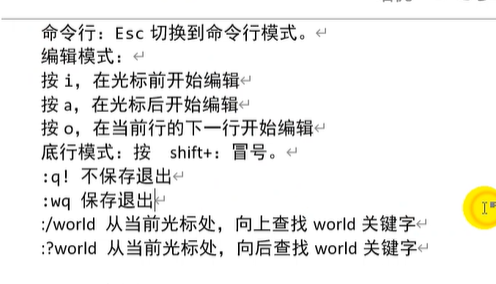 命令行：Esc 切换到命令行模式。
编辑模式：
按 i，在光标前开始编辑
按 a，在光标后开始编辑
按 o，在当前行的下一行开始编辑
底行模式：按 shift+：冒号。
:q! 不保存退出
:wq 保存退出
:/world 从当前光标处，向上查找 world 关键字
:?world 从当前光标处，向后查找 world 关键字